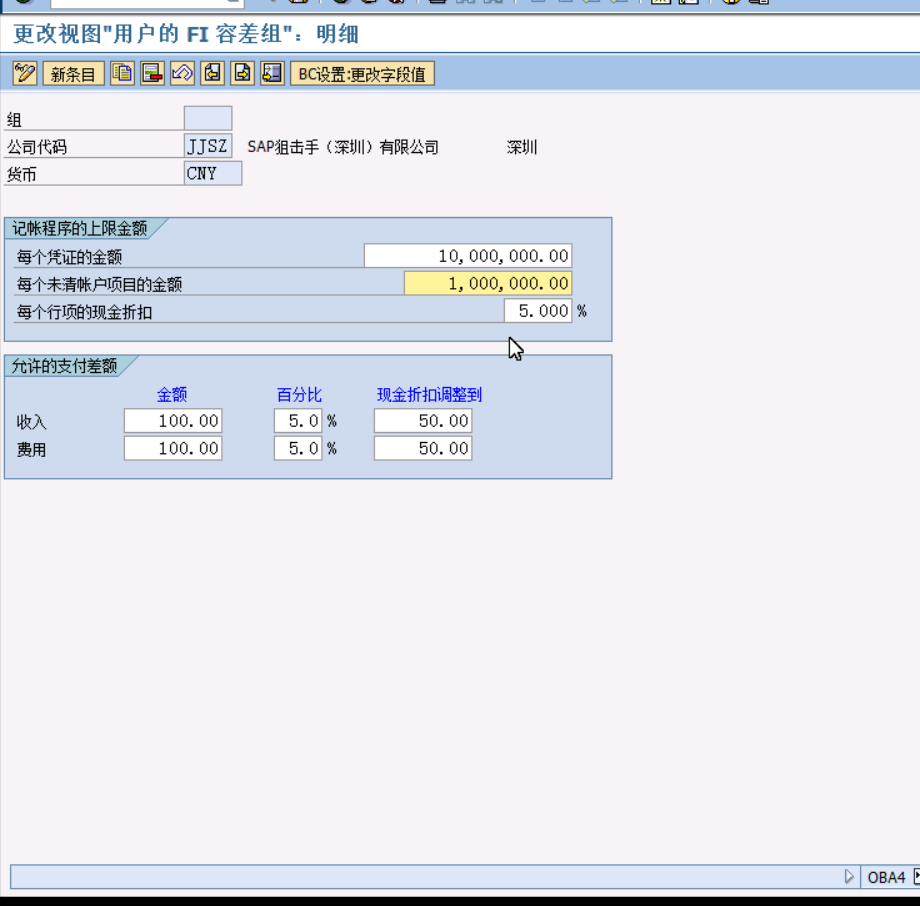 更改视图"用户的 FI 容差组": 明细
新条目 BC设置:更改字段值
组
公司代码 JJSZ SAP狙击手（深圳）有限公司 深圳
货币 CNY
记帐程序的上限金额
每个凭证的金额 10,000,000.00
每个未清帐户项目的金额 1,000,000.00
每个行项的现金折扣 5.000 %
允许的支付差额
金额 百分比 现金折扣调整到
收入 100.00 5.0 % 50.00
费用 100.00 5.0 % 50.00
OBA4